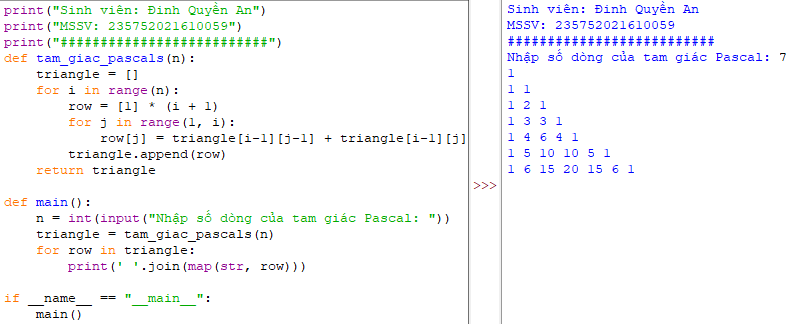 print("Sinh viên: Đinh Quyền An")
print("MSSV: 235752021610059")
print("##########################")
def tam_giac_pascals(n):
    triangle = []
    for i in range(n):
        row = [1] * (i + 1)
        for j in range(1, i):
            row[j] = triangle[i-1][j-1] + triangle[i-1][j]
        triangle.append(row)
    return triangle

def main():
    n = int(input("Nhập số dòng của tam giác Pascal: "))
    triangle = tam_giac_pascals(n)
    for row in triangle:
        print(' '.join(map(str, row)))

if __name__ == "__main__":
    main()
>>>
Sinh viên: Đinh Quyền An
MSSV: 235752021610059
##########################
Nhập số dòng của tam giác Pascal: 7
1
1 1
1 2 1
1 3 3 1
1 4 6 4 1
1 5 10 10 5 1
1 6 15 20 15 6 1